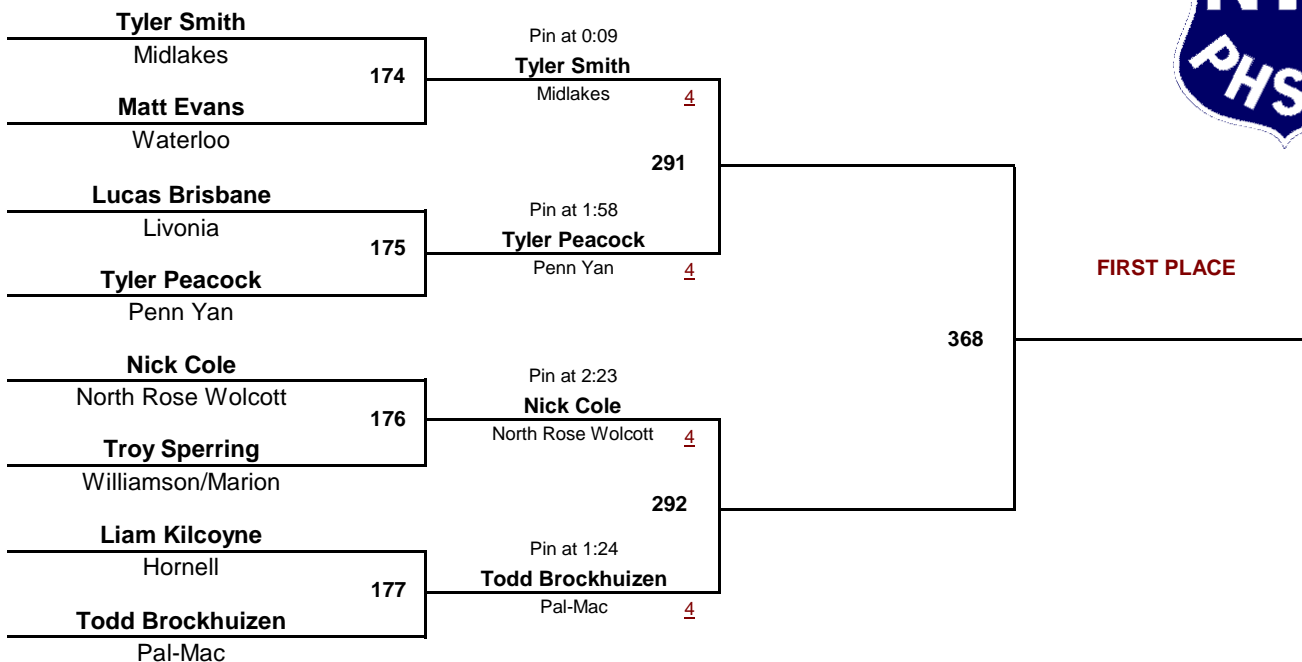 Tyler Smith
Midlakes
174
Matt Evans
Waterloo
Lucas Brisbane
Livonia
175
Tyler Peacock
Penn Yan
Nick Cole
North Rose Wolcott
176
Troy Sperring
Williamson/Marion
Liam Kilcoyne
Hornell
177
Todd Brockhuizen
Pal-Mac
Pin at 0:09
Tyler Smith
Midlakes 4
291
Pin at 1:58
Tyler Peacock
Penn Yan 4
Pin at 2:23
Nick Cole
North Rose Wolcott 4
292
Pin at 1:24
Todd Brockhuizen
Pal-Mac 4
368
FIRST PLACE
PHS